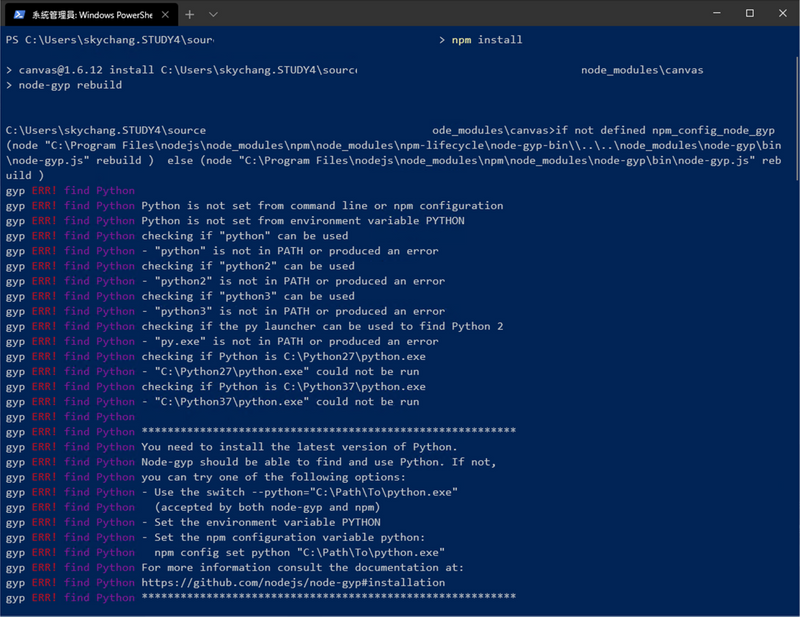 系統管理員: Windows PowerShe
PS C:\Users\skychang.STUDY4\sour > npm install
> canvas@1.6.12 install C:\Users\skychang.STUDY4\source node_modules\canvas
> node-gyp rebuild
C:\Users\skychang.STUDY4\source ode_modules\canvas>if not defined npm_config_node_gyp
(node "C:\Program Files\nodejs\node_modules\npm\node_modules\npm-lifecycle\node-gyp-bin\\..\..\node_modules\node-gyp\bin
\node-gyp.js" rebuild )  else (node "C:\Program Files\nodejs\node_modules\npm\node_modules\node-gyp\bin\node-gyp.js" reb
uild )
gyp ERR! find Python
gyp ERR! find Python Python is not set from command line or npm configuration
gyp ERR! find Python Python is not set from environment variable PYTHON
gyp ERR! find Python checking if "python" can be used
gyp ERR! find Python - "python" is not in PATH or produced an error
gyp ERR! find Python checking if "python2" can be used
gyp ERR! find Python - "python2" is not in PATH or produced an error
gyp ERR! find Python checking if "python3" can be used
gyp ERR! find Python - "python3" is not in PATH or produced an error
gyp ERR! find Python checking if the py launcher can be used to find Python 2
gyp ERR! find Python - "py.exe" is not in PATH or produced an error
gyp ERR! find Python checking if Python is C:\Python27\python.exe
gyp ERR! find Python - "C:\Python27\python.exe" could not be run
gyp ERR! find Python checking if Python is C:\Python37\python.exe
gyp ERR! find Python - "C:\Python37\python.exe" could not be run
gyp ERR! find Python
gyp ERR! find Python **********************************************************
gyp ERR! find Python You need to install the latest version of Python.
gyp ERR! find Python Node-gyp should be able to find and use Python. If not,
gyp ERR! find Python you can try one of the following options:
gyp ERR! find Python - Use the switch --python="C:\Path\To\python.exe"
gyp ERR! find Python   (accepted by both node-gyp and npm)
gyp ERR! find Python - Set the environment variable PYTHON
gyp ERR! find Python - Set the npm configuration variable python:
gyp ERR! find Python   npm config set python "C:\Path\To\python.exe"
gyp ERR! find Python For more information consult the documentation at:
gyp ERR! find Python https://github.com/nodejs/node-gyp#installation
gyp ERR! find Python **********************************************************